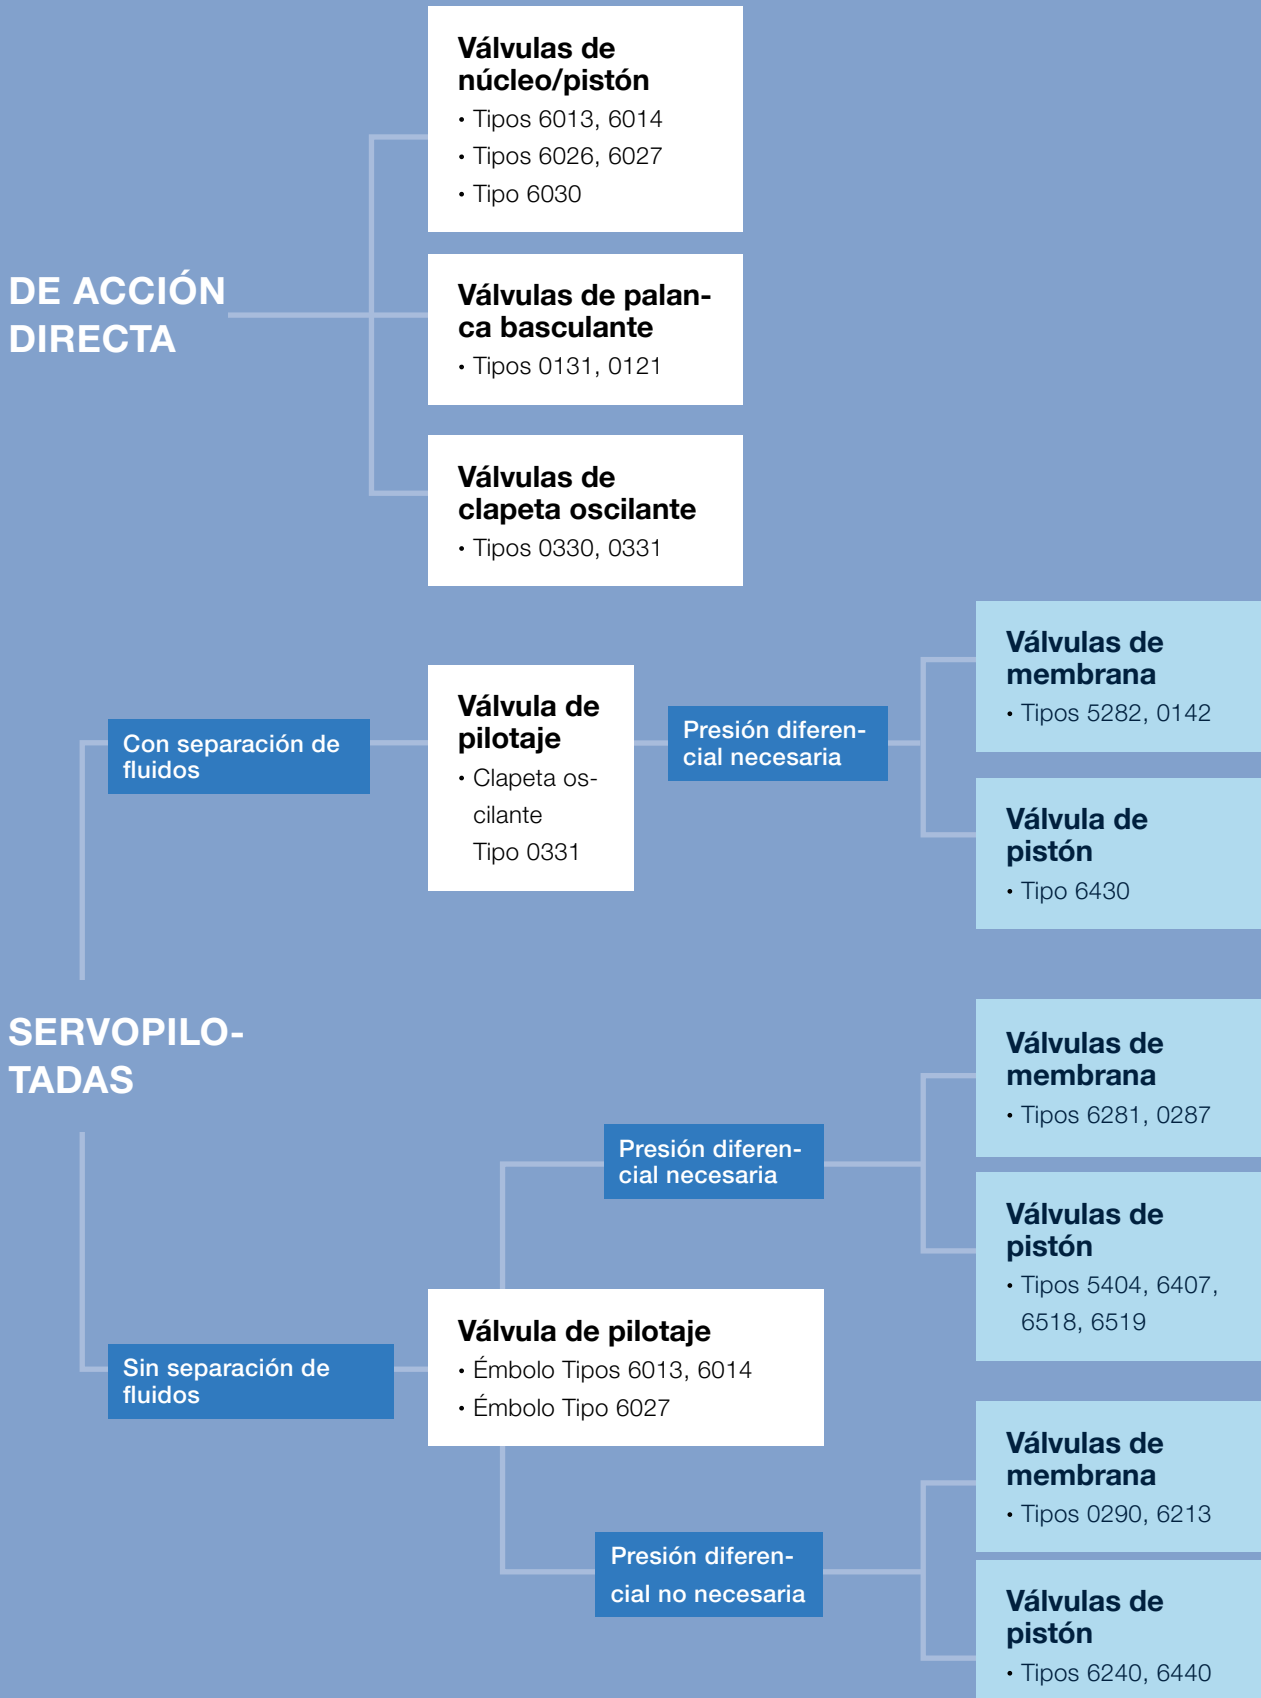 Válvulas de
núcleo/pistón
• Tipos 6013, 6014
• Tipos 6026, 6027
• Tipo 6030
DE ACCIÓN
DIRECTA
Válvulas de palan-
ca basculante
• Tipos 0131, 0121
Válvulas de
clapeta oscilante
• Tipos 0330, 0331
Con separación de
fluidos
Válvula de
pilotaje
• Clapeta os-
cilante
Tipo 0331
Presión diferen-
cial necesaria
Válvulas de
membrana
• Tipos 5282, 0142
Válvula de
pistón
• Tipo 6430
SERVOPILO-
TADAS
Sin separación de
fluidos
Válvula de pilotaje
• Émbolo Tipos 6013, 6014
• Émbolo Tipo 6027
Presión diferen-
cial necesaria
Válvulas de
membrana
• Tipos 6281, 0287
Válvulas de
pistón
• Tipos 5404, 6407,
6518, 6519
Presión diferen-
cial no necesaria
Válvulas de
membrana
• Tipos 0290, 6213
Válvulas de
pistón
• Tipos 6240, 6440